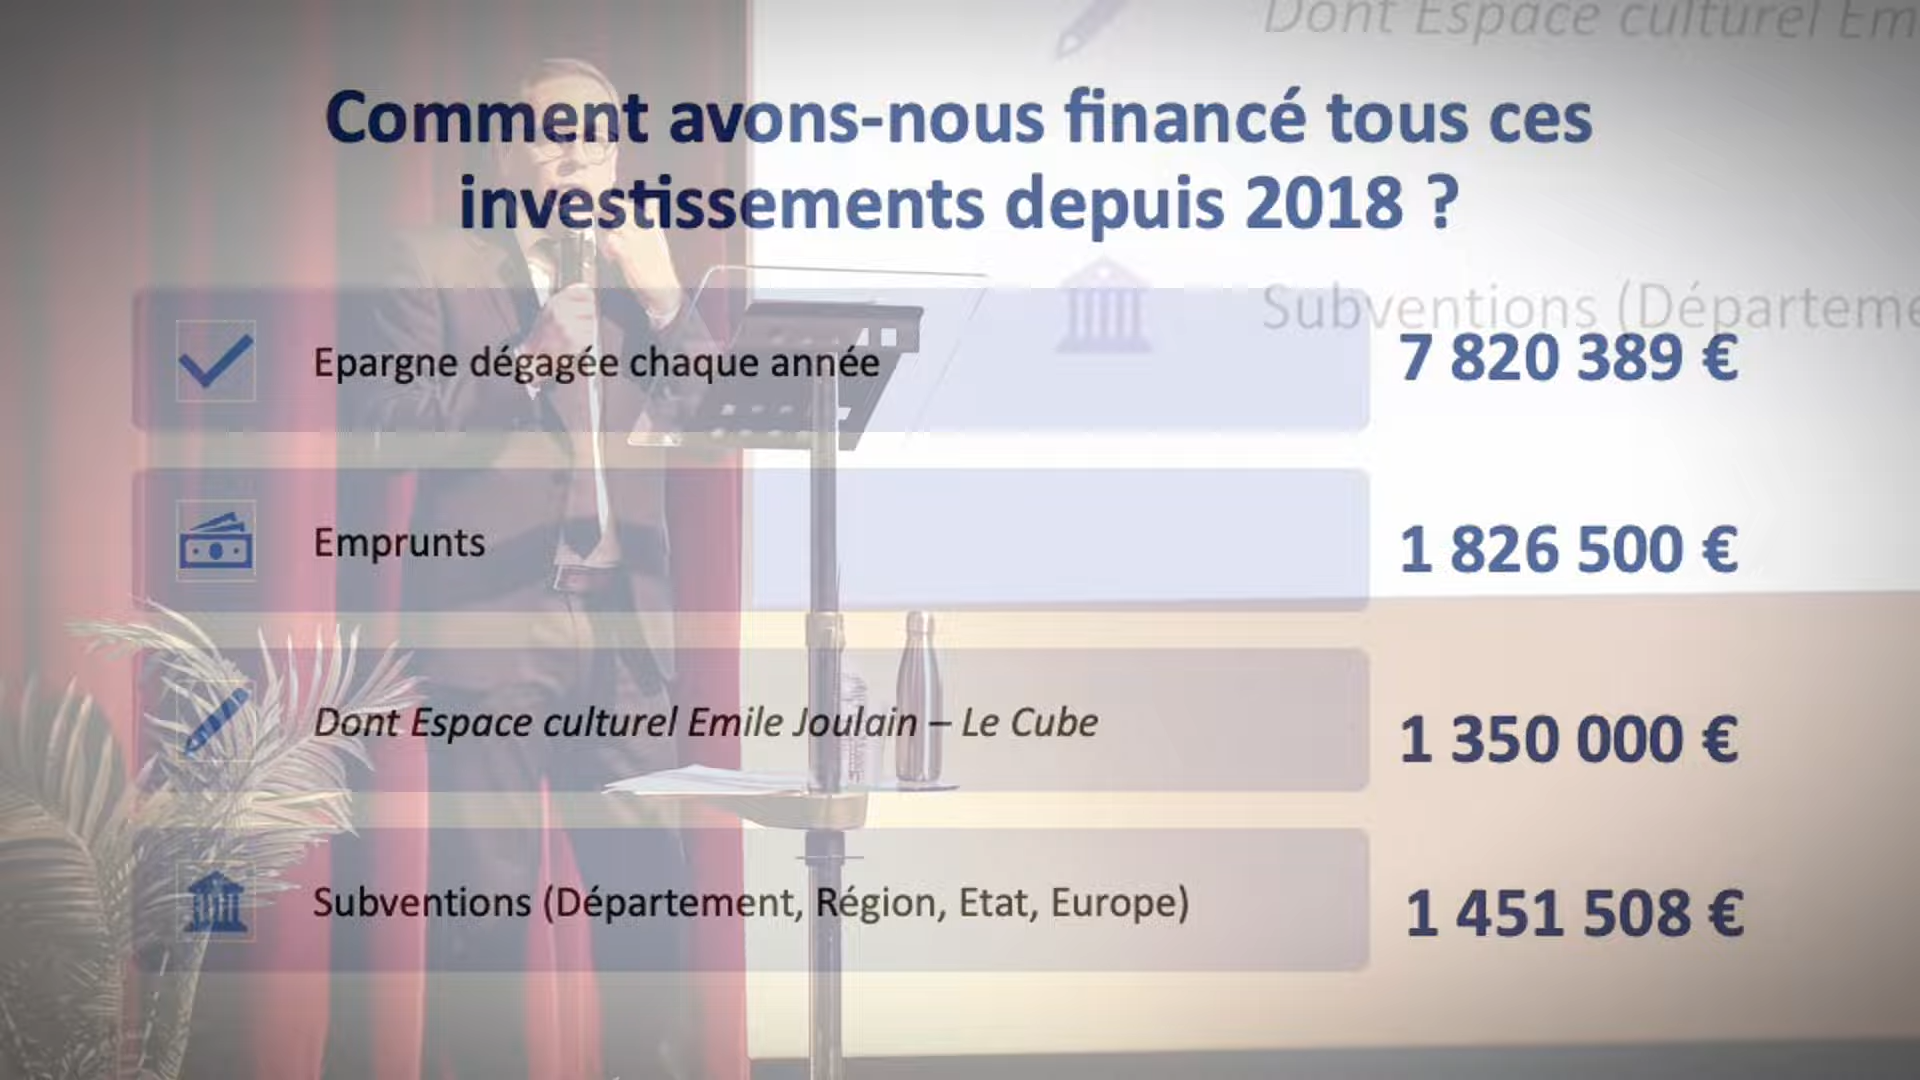 Dont Espace culturel Em
Comment avons-nous financé tous ces
investissements depuis 2018 ?
Subventions (Départeme
Epargne dégagée chaque année
7 820 389 €
Emprunts
1 826 500 €
Dont Espace culturel Emile Joulain – Le Cube
1 350 000 €
Subventions (Département, Région, Etat, Europe)
1 451 508 €